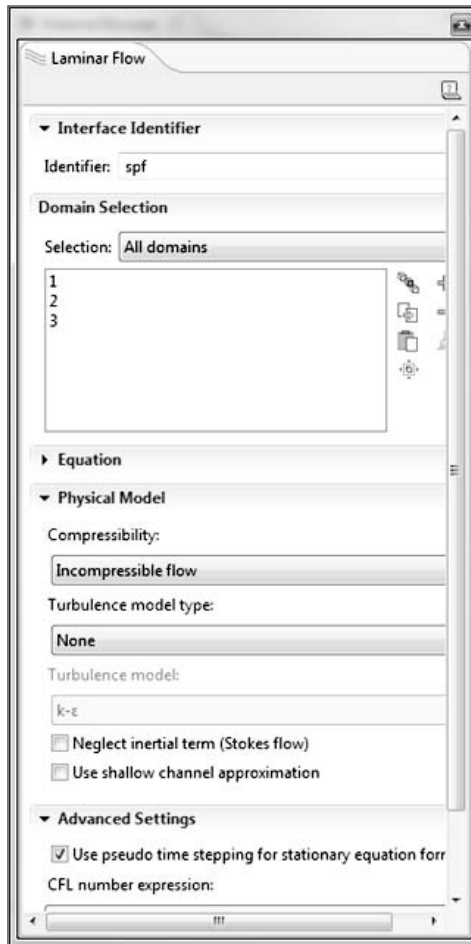 Laminar Flow
Interface Identifier
Identifier: spf
Domain Selection
Selection: All domains
1
2
3
Equation
Physical Model
Compressibility:
Incompressible flow
Turbulence model type:
None
Turbulence model:
k-ε
Neglect inertial term (Stokes flow)
Use shallow channel approximation
Advanced Settings
Use pseudo time stepping for stationary equation forr
CFL number expression: